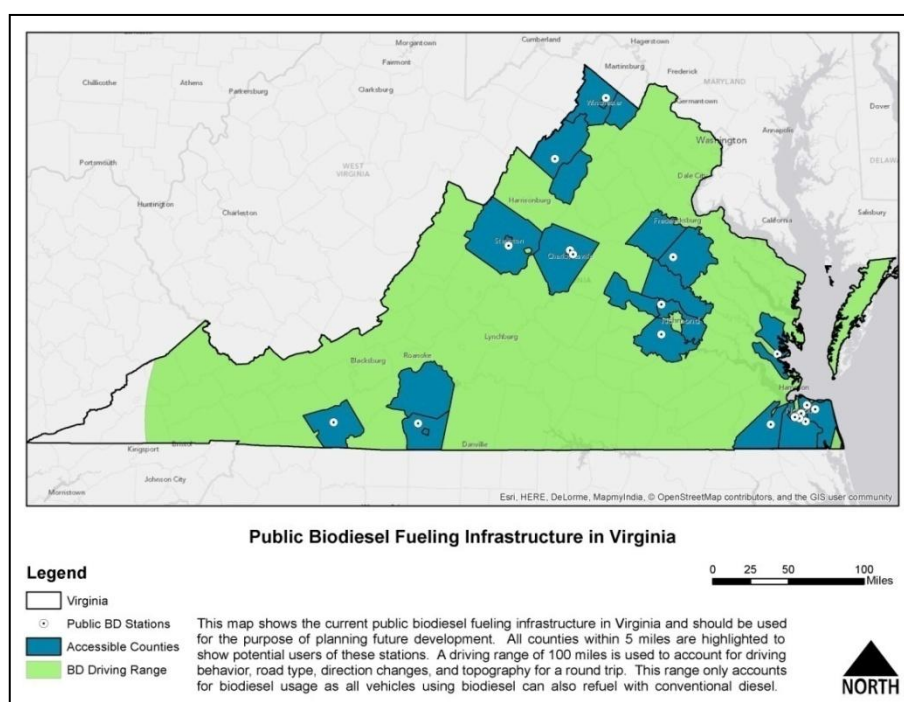 Cumberland
Hagerstown
Morgantown
Fairmont
Martinsburg
Frederick
MARYLAND
Chillicothe
Athens
Parkersburg
Clarksburg
Winchester
Germantown
Dover
Annapolis
Washington
DELA
Portsmouth
WEST
VIRGINIA
Dale City
Huntington
Charleston
Harrisonburg
California
Salisbury
Fredericksburg
Staunton
Richmond
Lynchburg
Blacksburg
Roanoke
Hampton
Danville
Kingsport
Bristol
Johnson City
Morristown
Esri, HERE, DeLorme, MapmyIndia, © OpenStreetMap contributors, and the GIS user community
Public Biodiesel Fueling Infrastructure in Virginia
Legend
Virginia
Public BD Stations
Accessible Counties
BD Driving Range
0 25 50 100
Miles
This map shows the current public biodiesel fueling infrastructure in Virginia and should be used
for the purpose of planning future development. All counties within 5 miles are highlighted to
show potential users of these stations. A driving range of 100 miles is used to account for driving
behavior, road type, direction changes, and topography for a round trip. This range only accounts
for biodiesel usage as all vehicles using biodiesel can also refuel with conventional diesel.
NORTH